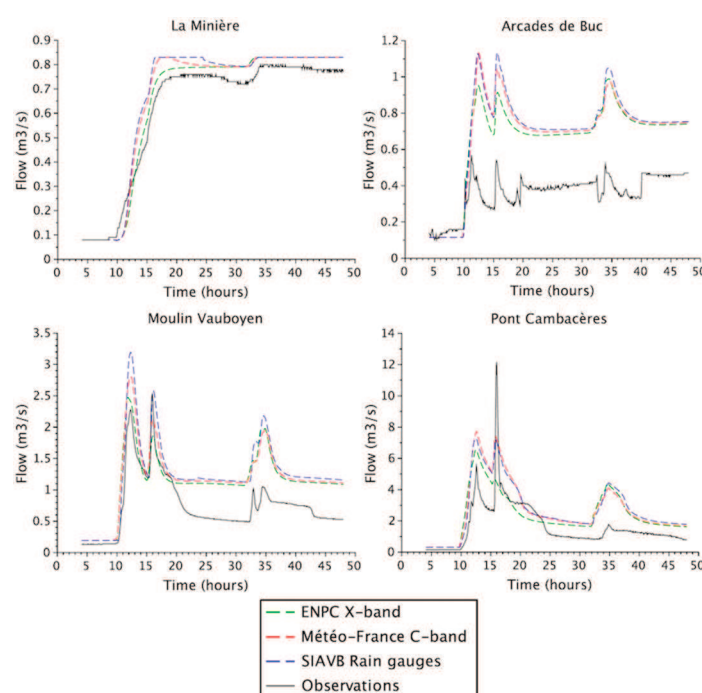 La Minière
Flow (m3/s)
0.9
0.8
0.7
0.6
0.5
0.4
0.3
0.2
0.1
0
0 5 10 15 20 25 30 35 40 45 50
Time (hours)
Arcades de Buc
Flow (m3/s)
1.2
1
0.8
0.6
0.4
0.2
0
0 5 10 15 20 25 30 35 40 45 50
Time (hours)
Moulin Vauboyen
Flow (m3/s)
3.5
3
2.5
2
1.5
1
0.5
0
0 5 10 15 20 25 30 35 40 45 50
Time (hours)
Pont Cambacères
Flow (m3/s)
14
12
10
8
6
4
2
0
0 5 10 15 20 25 30 35 40 45 50
Time (hours)
ENPC X-band
Météo-France C-band
SIAVB Rain gauges
Observations